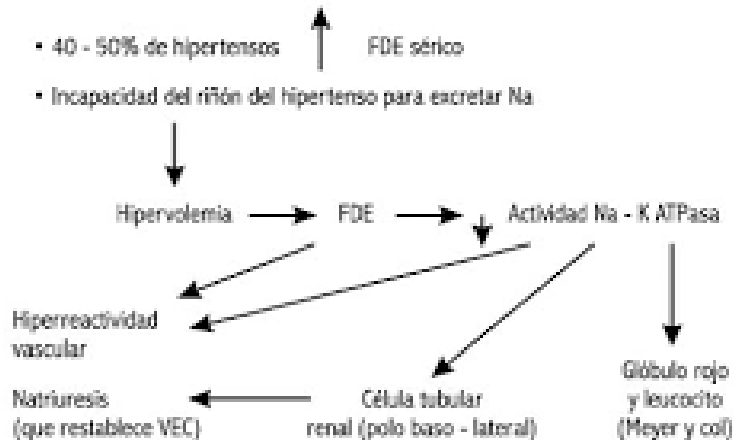 • 40 - 50% de hipertensos FDE sérico
• Incapacidad del riñón del hipertenso para excretar Na
Hipervolemia FDE Actividad Na - K ATPasa
Hiperreactividad
vascular
Glóbulo rojo
y leucocito
(Meyer y col)
Célula tubular
renal (polo baso - lateral)
Natriuresis
(que restablece VEC)